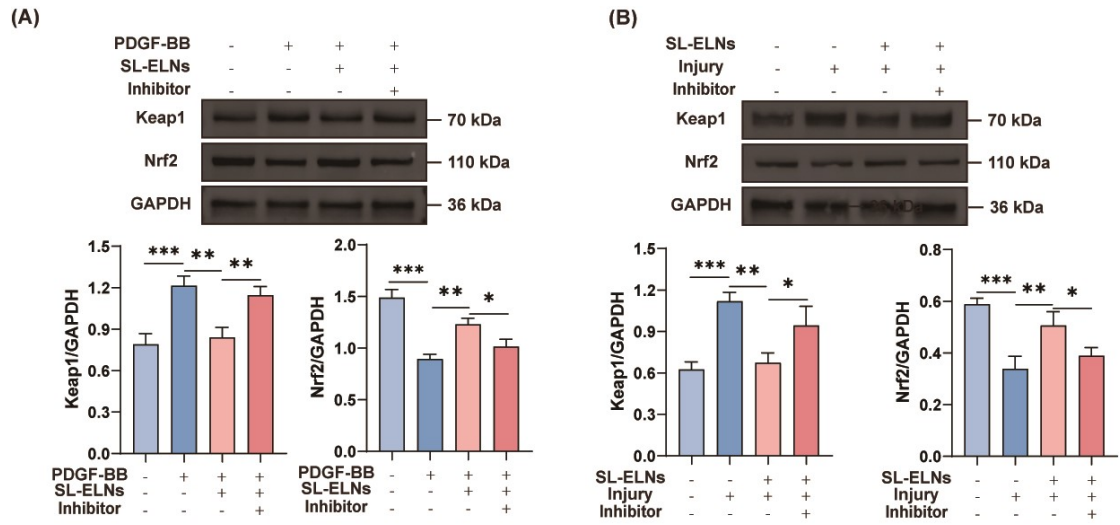 (A)
PDGF-BB - + + +
SL-ELNs - - + +
Inhibitor - - - +
Keap1 70 kDa
Nrf2 110 kDa
GAPDH 36 kDa
Keap1/GAPDH
1.5
1.2
0.9
0.6
0.3
0.0
*** ** **
PDGF-BB - + + +
SL-ELNs - - + +
Inhibitor - - - +
Nrf2/GAPDH
2.0
1.5
1.0
0.5
0.0
*** ** *
PDGF-BB - + + +
SL-ELNs - - + +
Inhibitor - - - +
(B)
SL-ELNs - - + +
Injury - + + +
Inhibitor - - - +
Keap1 70 kDa
Nrf2 110 kDa
GAPDH 36 kDa
Keap1/GAPDH
1.5
1.2
0.9
0.6
0.3
0.0
*** ** *
SL-ELNs - - + +
Injury - + + +
Inhibitor - - - +
Nrf2/GAPDH
0.8
0.6
0.4
0.2
0.0
*** ** *
SL-ELNs - - + +
Injury - + + +
Inhibitor - - - +